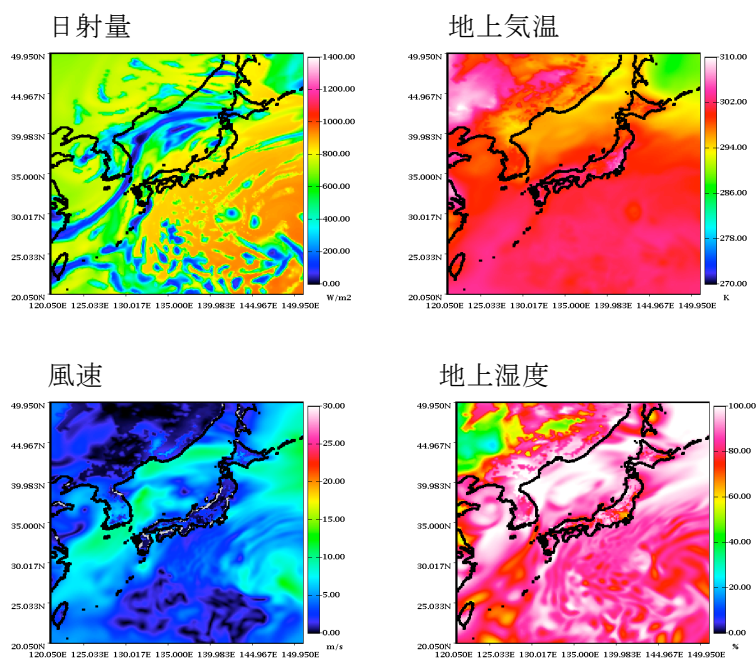 日射量
49.950N
44.967N
39.983N
35.000N
30.017N
25.033N
20.050N
120.050E 125.033E 130.017E 135.000E 139.983E 144.967E 149.950E
1400.00
1200.00
1000.00
800.00
600.00
400.00
200.00
0.00
W/m2
地上気温
49.950N
44.967N
39.983N
35.000N
30.017N
25.033N
20.050N
120.050E 125.033E 130.017E 135.000E 139.983E 144.967E 149.950E
310.00
302.00
294.00
286.00
278.00
270.00
K
風速
49.950N
44.967N
39.983N
35.000N
30.017N
25.033N
20.050N
120.050E 125.033E 130.017E 135.000E 139.983E 144.967E 149.950E
30.00
25.00
20.00
15.00
10.00
5.00
0.00
m/s
地上湿度
49.950N
44.967N
39.983N
35.000N
30.017N
25.033N
20.050N
120.050E 125.033E 130.017E 135.000E 139.983E 144.967E 149.950E
100.00
80.00
60.00
40.00
20.00
0.00
%